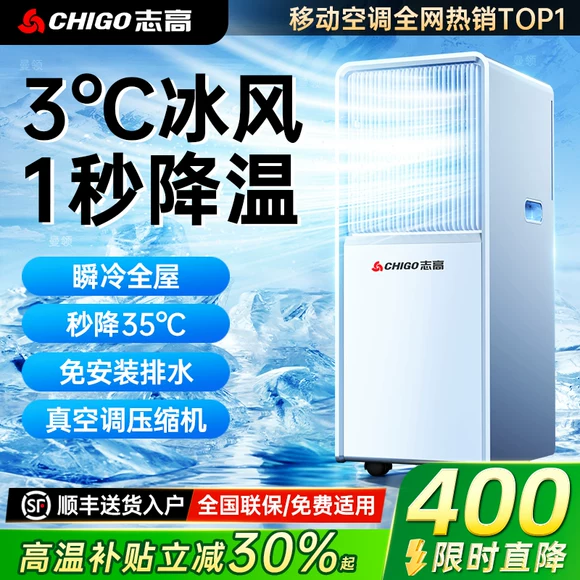 CHIGO志高
移动空调全网热销TOP1
3℃冰风
1秒降温
瞬冷全屋
秒降35℃
免安装排水
真空调压缩机
CHIGO志高
SF 顺丰送货入户 全国联保/免费适用
高温补贴立减30%起
400
限时直降